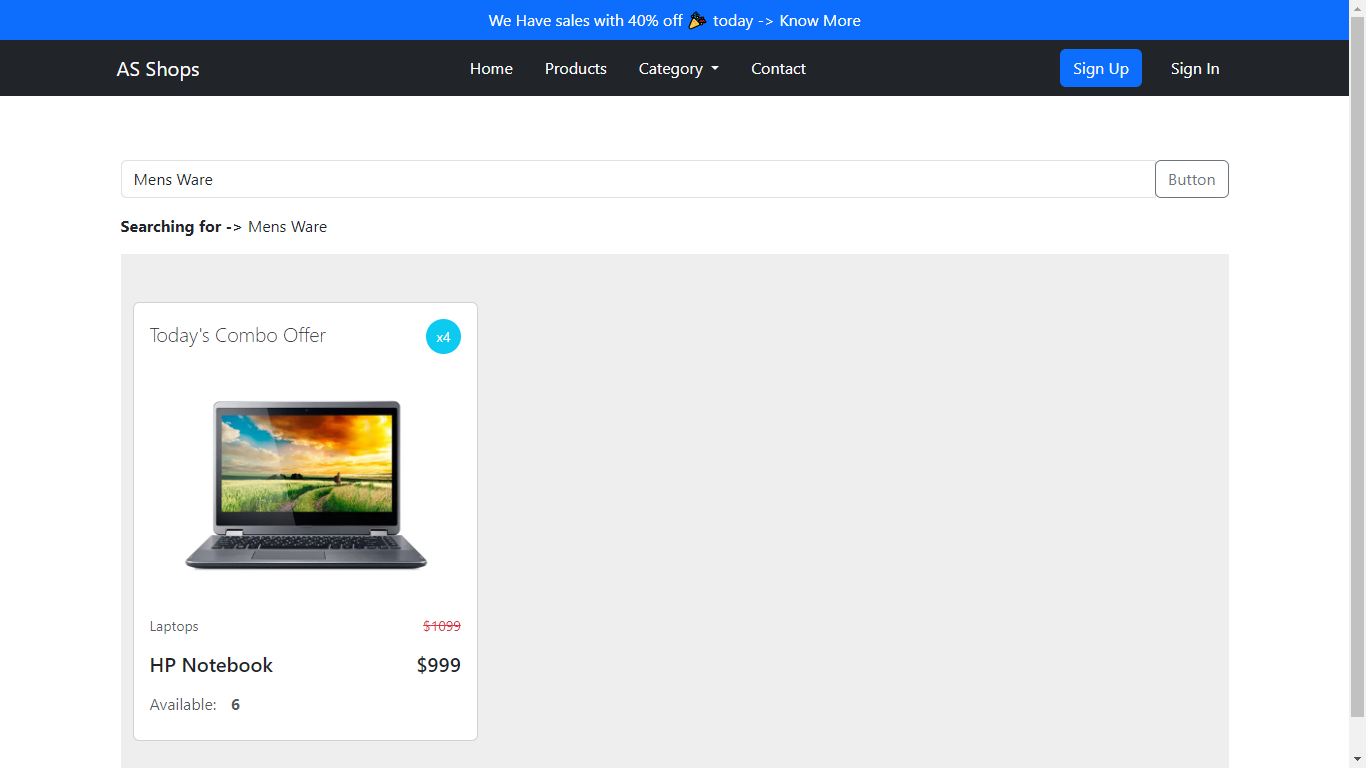 We Have sales with 40% off 🎉 today -> Know More
AS Shops Home Products Category Contact Sign Up Sign In
Mens Ware Button
Searching for -> Mens Ware
Today's Combo Offer x4
Laptops $1099
HP Notebook $999
Available: 6